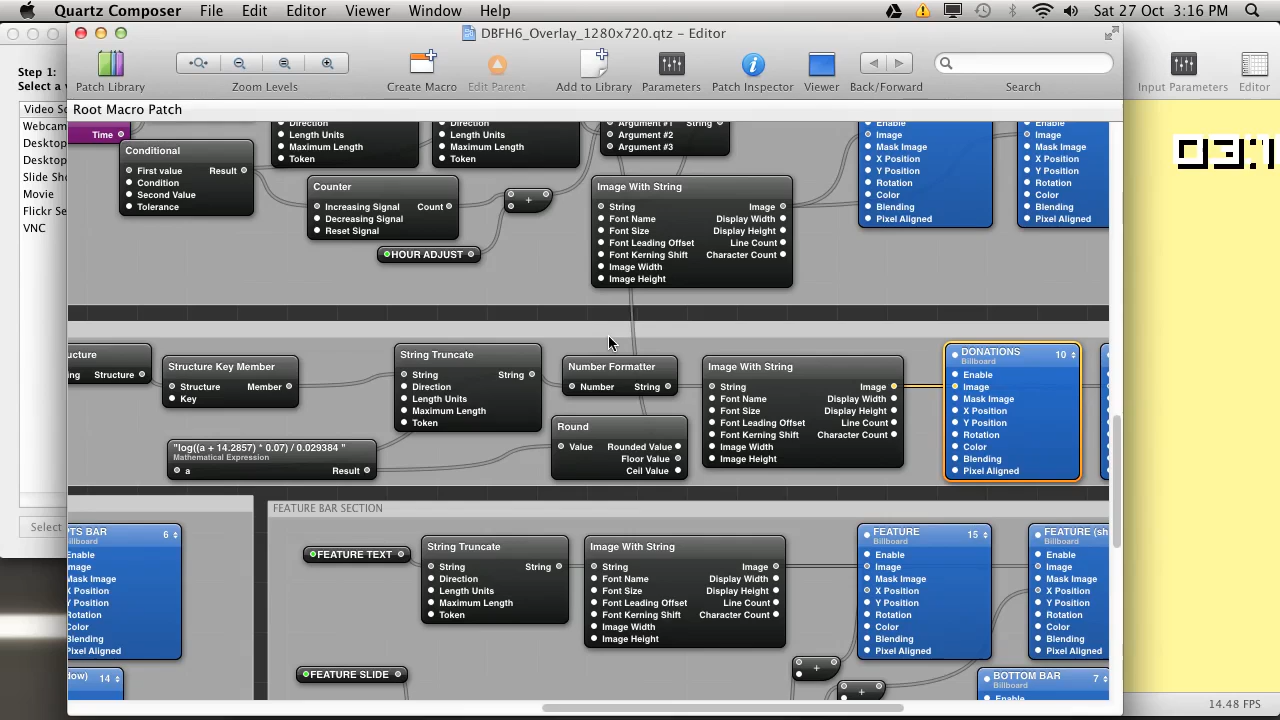 Quartz Composer File Edit Editor Viewer Window Help Sat 27 Oct 3:16 PM
DBFH6_Overlay_1280x720.qtz – Editor
Patch Library Zoom Levels Create Macro Edit Parent Add to Library Parameters Patch Inspector Viewer Back/Forward Search
Input Parameters Editor
Step 1:
Select a v
Video So
Webcam
Desktop
Desktop
Slide Sho
Movie
Flickr Se
VNC
Select
Root Macro Patch
Time
Direction
Length Units
Maximum Length
Token
Direction
Length Units
Maximum Length
Token
Argument #1 String
Argument #2
Argument #3
Conditional
First value Result
Condition
Second Value
Tolerance
Counter
Increasing Signal Count
Decreasing Signal
Reset Signal
+
HOUR ADJUST
Image With String
String Image
Font Name Display Width
Font Size Display Height
Font Leading Offset Line Count
Font Kerning Shift Character Count
Image Width
Image Height
Enable
Image
Mask Image
X Position
Y Position
Rotation
Color
Blending
Pixel Aligned
Enable
Image
Mask Image
X Position
Y Position
Rotation
Color
Blending
Pixel Aligned
ucture
ng Structure
Structure Key Member
Structure Member
Key
String Truncate
String String
Direction
Length Units
Maximum Length
Token
Number Formatter
Number String
"log((a + 14.2857) * 0.07) / 0.029384 "
Mathematical Expression
a Result
Round
Value Rounded Value
Floor Value
Ceil Value
Image With String
String Image
Font Name Display Width
Font Size Display Height
Font Leading Offset Line Count
Font Kerning Shift Character Count
Image Width
Image Height
DONATIONS 10
Billboard
Enable
Image
Mask Image
X Position
Y Position
Rotation
Color
Blending
Pixel Aligned
FEATURE BAR SECTION
TS BAR 6
Billboard
Enable
mage
Mask Image
X Position
Y Position
Rotation
Color
Blending
Pixel Aligned
dow) 14
FEATURE TEXT
String Truncate
String String
Direction
Length Units
Maximum Length
Token
Image With String
String Image
Font Name Display Width
Font Size Display Height
Font Leading Offset Line Count
Font Kerning Shift Character Count
Image Width
Image Height
FEATURE 15
Billboard
Enable
Image
Mask Image
X Position
Y Position
Rotation
Color
Blending
Pixel Aligned
FEATURE (sh
Billboard
Enable
Image
Mask Image
X Position
Y Position
Rotation
Color
Blending
FEATURE SLIDE
+
+
BOTTOM BAR 7
Billboard
Enable
14.48 FPS